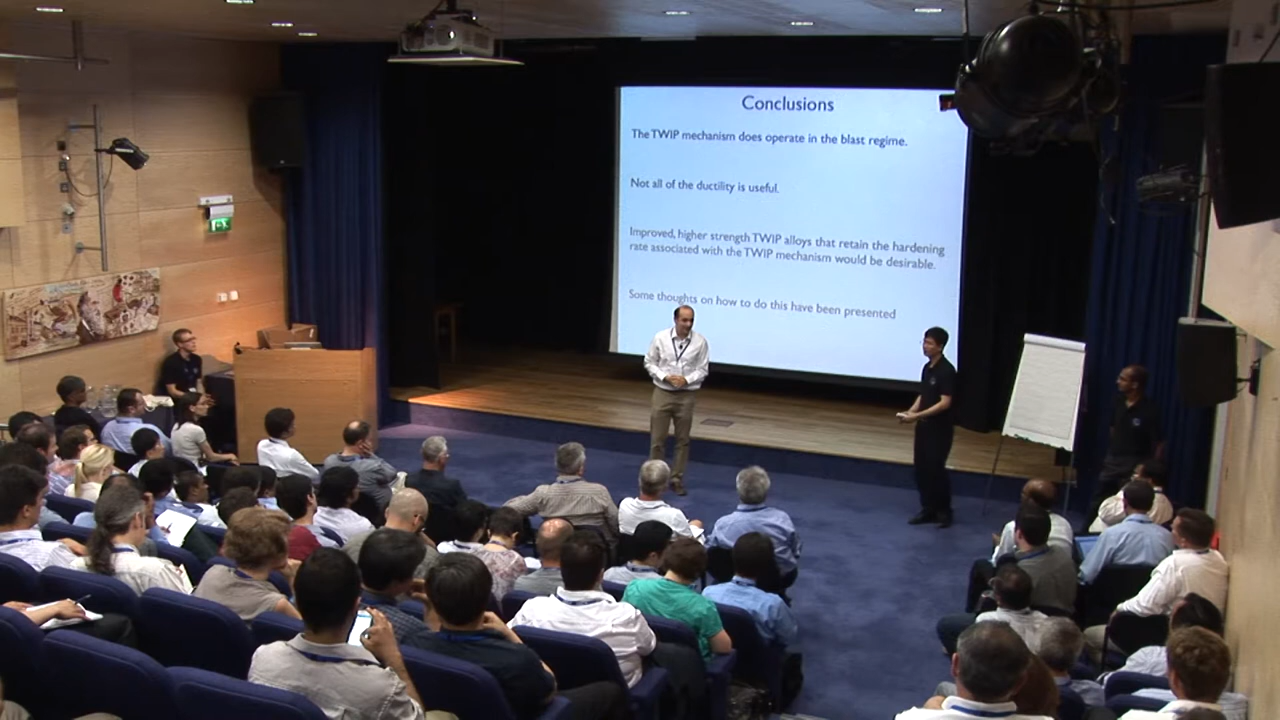 Conclusions
The TWIP mechanism does operate in the blast regime.
Not all of the ductility is useful.
Improved, higher strength TWIP alloys that retain the hardening
rate associated with the TWIP mechanism would be desirable.
Some thoughts on how to do this have been presented